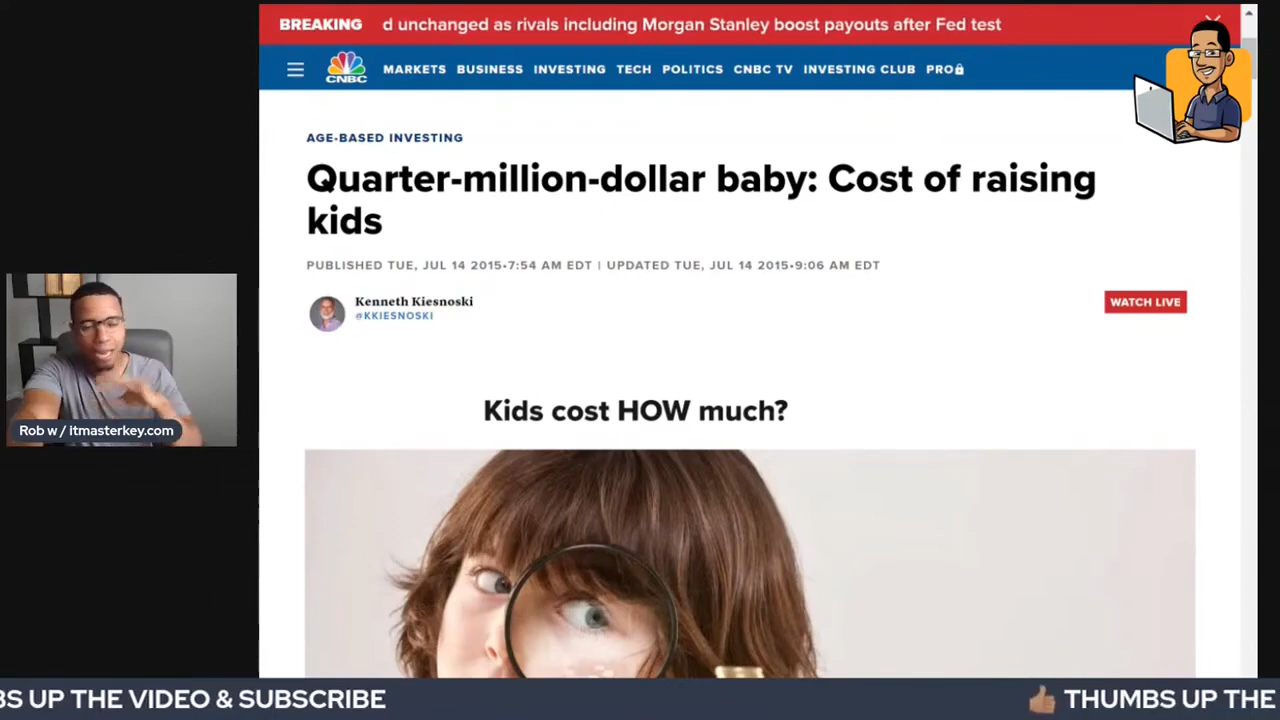 BREAKING d unchanged as rivals including Morgan Stanley boost payouts after Fed test
CNBC MARKETS BUSINESS INVESTING TECH POLITICS CNBC TV INVESTING CLUB PRO
AGE-BASED INVESTING
Quarter-million-dollar baby: Cost of raising
kids
PUBLISHED TUE, JUL 14 2015•7:54 AM EDT | UPDATED TUE, JUL 14 2015•9:06 AM EDT
Kenneth Kiesnoski
@KKIESNOSKI
WATCH LIVE
Kids cost HOW much?
Rob w / itmasterkey.com
BS UP THE VIDEO & SUBSCRIBE 👍🏽 THUMBS UP THE